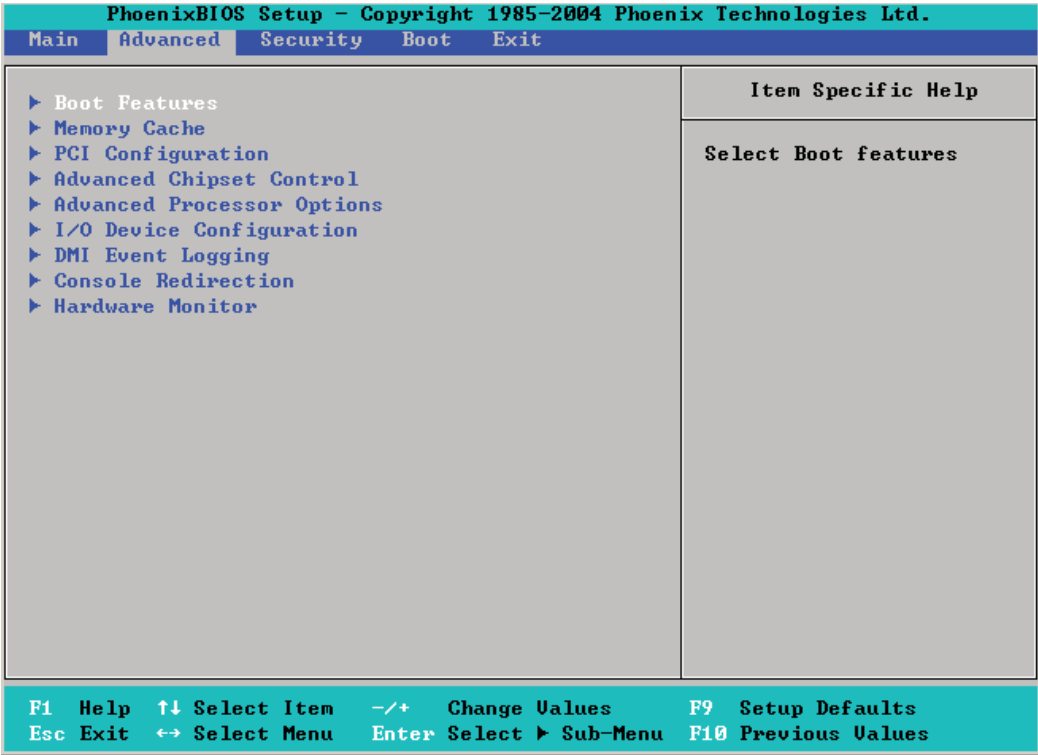 PhoenixBIOS Setup – Copyright 1985-2004 Phoenix Technologies Ltd.
Main Advanced Security Boot Exit
Boot Features
Memory Cache
PCI Configuration
Advanced Chipset Control
Advanced Processor Options
I/O Device Configuration
DMI Event Logging
Console Redirection
Hardware Monitor
Item Specific Help
Select Boot features
F1 Help ↑↓ Select Item -/+ Change Values F9 Setup Defaults
Esc Exit ↔ Select Menu Enter Select ▶ Sub-Menu F10 Previous Values